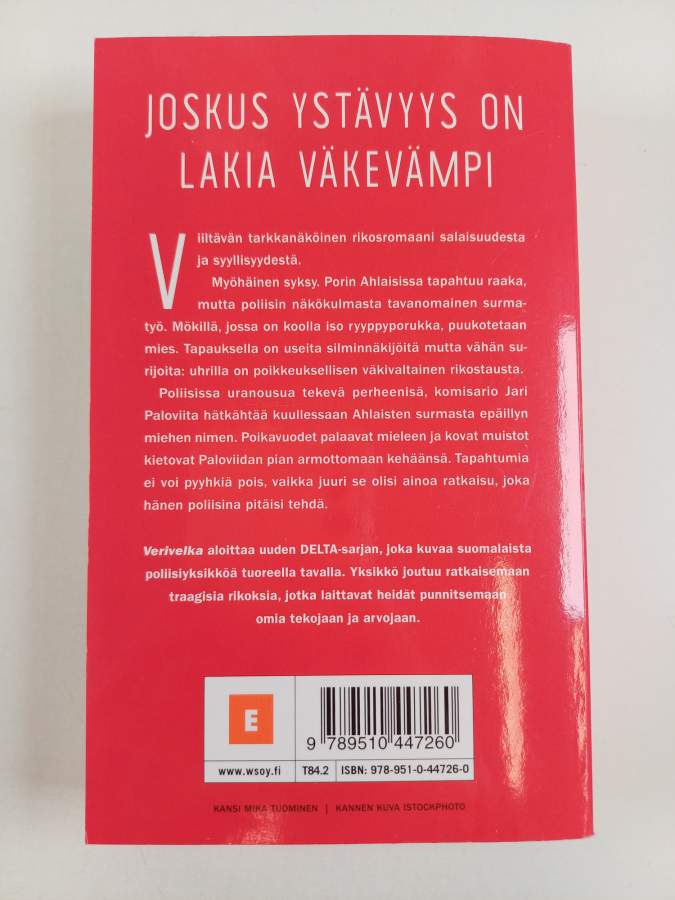 JOSKUS YSTÄVYYS ON
LAKIA VÄKEVÄMPI
Viiltävän tarkkanäköinen rikosromaani salaisuudesta
ja syyllisyydestä.
Myöhäinen syksy. Porin Ahlaisissa tapahtuu raaka,
mutta poliisin näkökulmasta tavanomainen surma-
työ. Mökillä, jossa on koolla iso ryyppyporukka, puukotetaan
mies. Tapauksella on useita silminnäkijöitä mutta vähän su-
rijoita: uhrilla on poikkeuksellisen väkivaltainen rikostausta.
Poliisissa uranousua tekevä perheenisä, komisario Jari
Paloviita hätkähtää kuullessaan Ahlaisten surmasta epäillyn
miehen nimen. Poikavuodet palaavat mieleen ja kovat muistot
kietovat Paloviidan pian armottomaan kehäänsä. Tapahtumia
ei voi pyyhkiä pois, vaikka juuri se olisi ainoa ratkaisu, joka
hänen poliisina pitäisi tehdä.
Verivelka aloittaa uuden DELTA-sarjan, joka kuvaa suomalaista
poliisiyksikköä tuoreella tavalla. Yksikkö joutuu ratkaisemaan
traagisia rikoksia, jotka laittavat heidät punnitsemaan
omia tekojaan ja arvojaan.
E
9 789510 447260
www.wsoy.fi T84.2 ISBN: 978-951-0-44726-0
KANSI MIKA TUOMINEN | KANNEN KUVA ISTOCKPHOTO